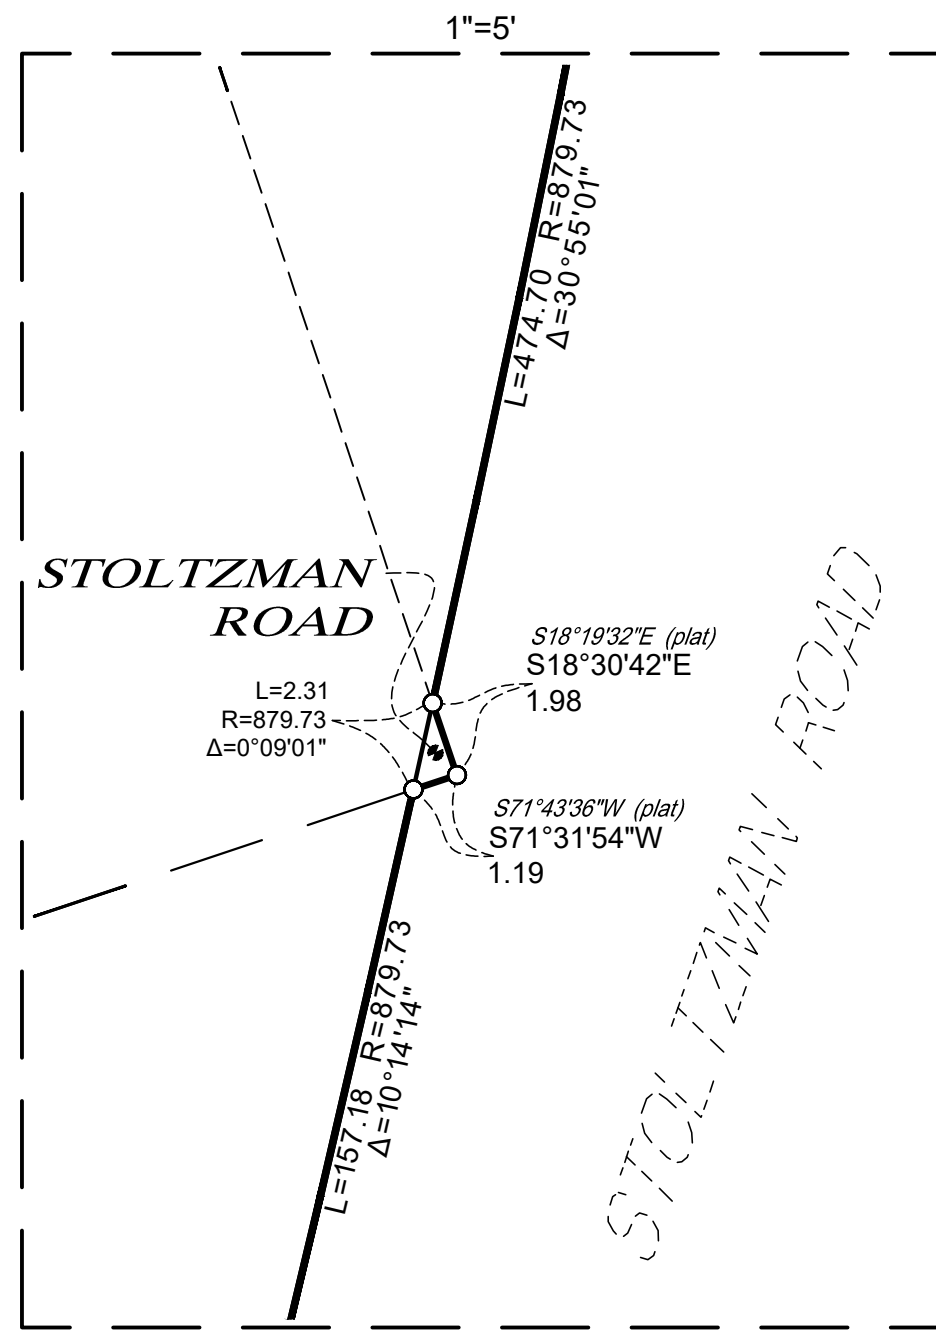 1"=5'
L=474.70 R=879.73
Δ=30°55'01"
STOLTZMAN
ROAD
S18°19'32"E (plat)
S18°30'42"E
1.98
L=2.31
R=879.73
Δ=0°09'01"
S71°43'36"W (plat)
S71°31'54"W
1.19
L=157.18 R=879.73
Δ=10°14'14"
STOLTZMAN ROAD